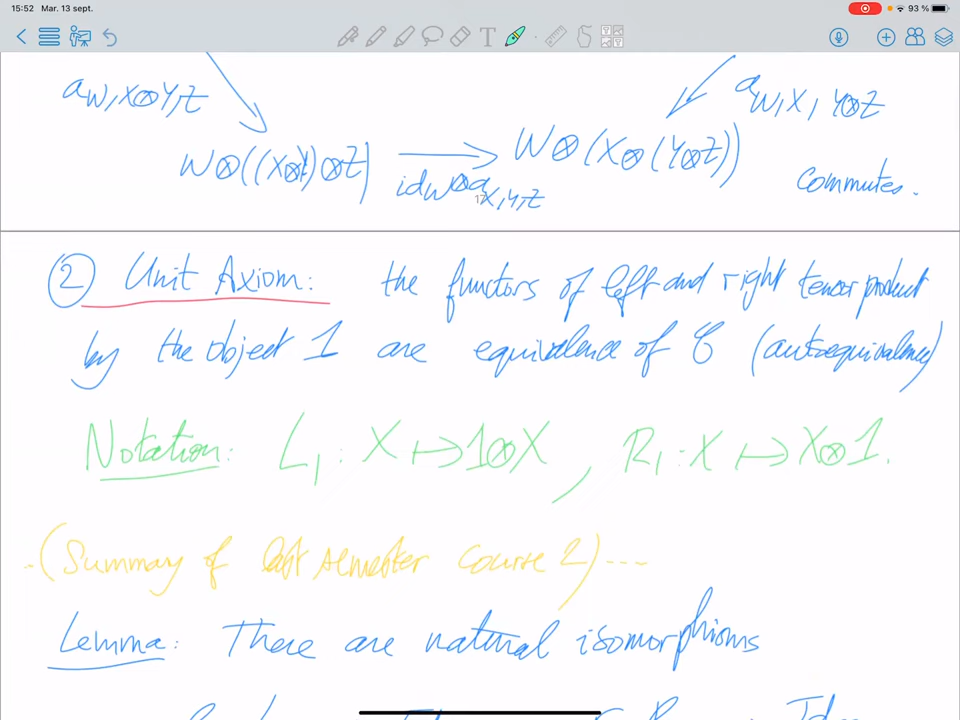 15:52 Mar. 13 sept. 93 %
a_{W,X⊗Y,Z} a_{W,X,Y⊗Z}
W⊗((X⊗Y)⊗Z) ⟶ W⊗(X⊗(Y⊗Z))
id_W⊗a_{X,Y,Z} commutes.
② Unit Axiom: the functors of left and right tensor product
by the object 1 are equivalence of C (autoequivalence)
Notation: L_1 : X ↦ 1⊗X, R_1 : X ↦ X⊗1.
(Summary of last semester course 2) ...
Lemma: There are natural isomorphisms